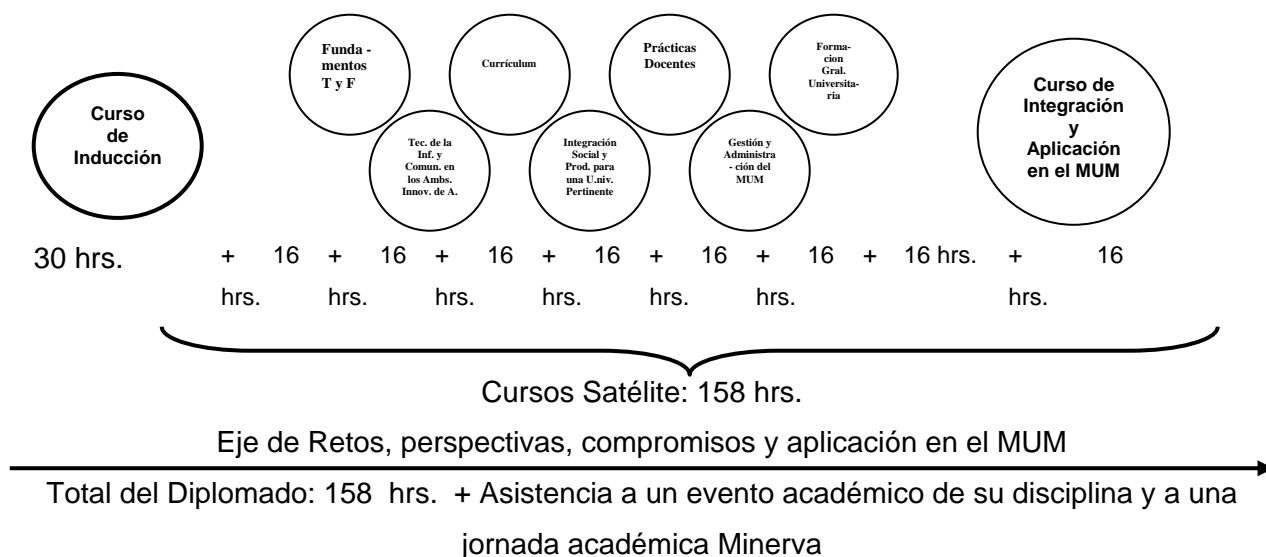 Curso
de
Inducción
Funda -
mentos
T y F
Tec. de la
Inf. y
Comun. en
los Ambs.
Innov. de A.
Currículum
Integración
Social y
Prod. para
una U.niv.
Pertinente
Prácticas
Docentes
Gestión y
Administra
- ción del
MUM
Forma-
cion
Gral.
Universita-
ria
Curso de
Integración
y
Aplicación
en el MUM
30 hrs. + 16 + 16 + 16 + 16 + 16 + 16 + 16 hrs. + 16
hrs. hrs. hrs. hrs. hrs. hrs. hrs.
Cursos Satélite: 158 hrs.
Eje de Retos, perspectivas, compromisos y aplicación en el MUM
Total del Diplomado: 158 hrs. + Asistencia a un evento académico de su disciplina y a una
jornada académica Minerva